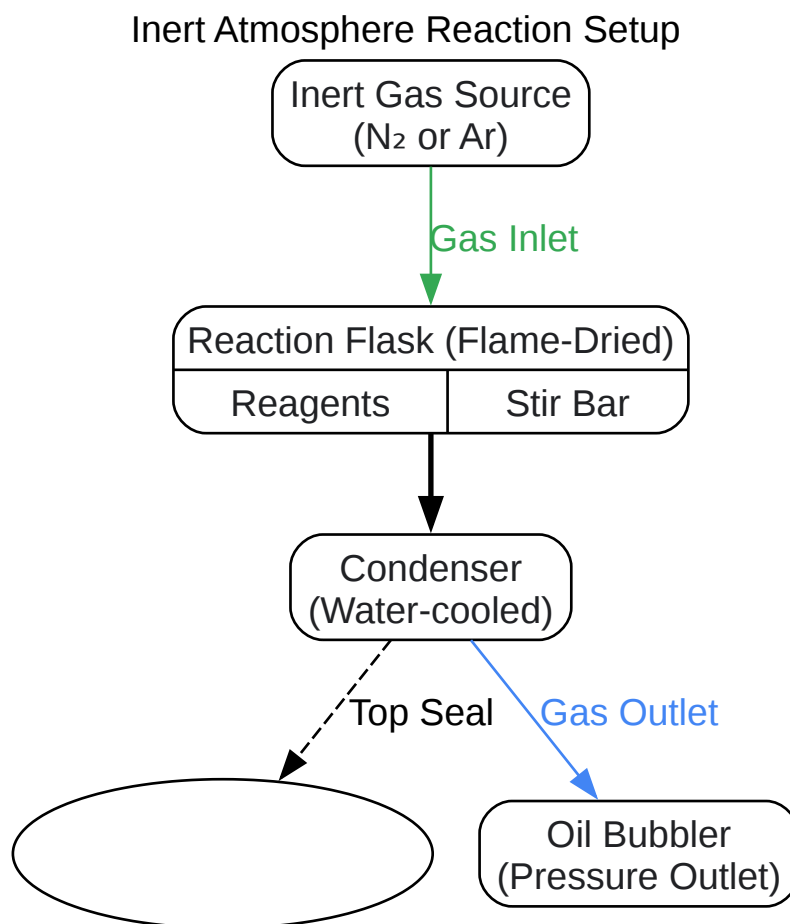 Inert Atmosphere Reaction Setup
Inert Gas Source
(N₂ or Ar)
Gas Inlet
Reaction Flask (Flame-Dried)
Reagents
Stir Bar
Condenser
(Water-cooled)
Top Seal
Gas Outlet
Oil Bubbler
(Pressure Outlet)